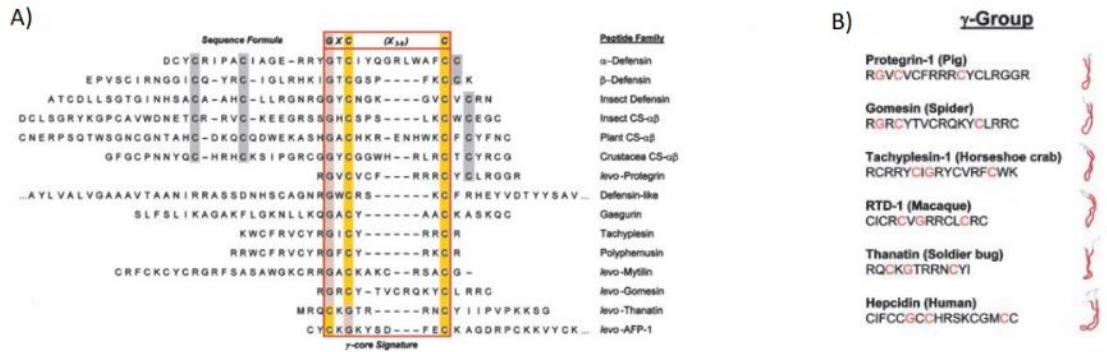 A)
Sequence Formula G X C (X3-9) C Peptide Family
DCYCRIPACIAGERRYGTCIYQGRLWAFCC α-Defensin
EPVSCIRNGGICQ-YRC-IGLRHKIGTCGSP----FKCCK β-Defensin
ATCDLLSGTGINHSACA-AHC-LLRGNRGGYCNGK----GVCVCRN Insect Defensin
DCLSGRYKGPCAVWDNETCR-RVC-KEEGRSSGHCSPS----LKCWCEGC Insect CS-αβ
CNERPSQTWSGNCGNTAHC-DKQCQDWEKASHGACHKR-ENHWKCFCYFNC Plant CS-αβ
GFGCPNNYQC-HRHCKSIPGRCGGYCGGWH--RLRCTCYRCG Crustacea CS-αβ
RGVCVCF---RRRCYCLRGGR levo-Protegrin
...AYLVALVGAAAVTAANIRRASSDNHSCAGNRGWCRS----KCFRHEYVDTYYSAV... Defensin-like
SLFSLIKAGAKFLGKNLLKQGACY-----AACKASKQC Gaegurin
KWCFRVCYRGICY-----RRCR Tachyplesin
RRWCFRVCYRGFCY-----RKCR Polyphemusin
CRFCKCYCRGRFSASAWGKCRRGACKAKC---RSACG- levo-Mytilin
RGRCY-TVCRQKYCLRRC levo-Gomesin
MRQCKGTR----RNCYIIPVPKKSG levo-Thanatin
CYCKGKYSD----FECKAGDRPCKKVYCK... levo-AFP-1
γ-core Signature
B)
γ-Group
Protegrin-1 (Pig)
RGVCVCFRRRCYCLRGGR
Gomesin (Spider)
RGRCYTVCRQKYCLRRC
Tachyplesin-1 (Horseshoe crab)
RCRRYCIGRYCVRFCWK
RTD-1 (Macaque)
CICRCVGRRCLCRC
Thanatin (Soldier bug)
RQCKGTRRNCYI
Hepcidin (Human)
CIFCCGCCHRSKCGMCC